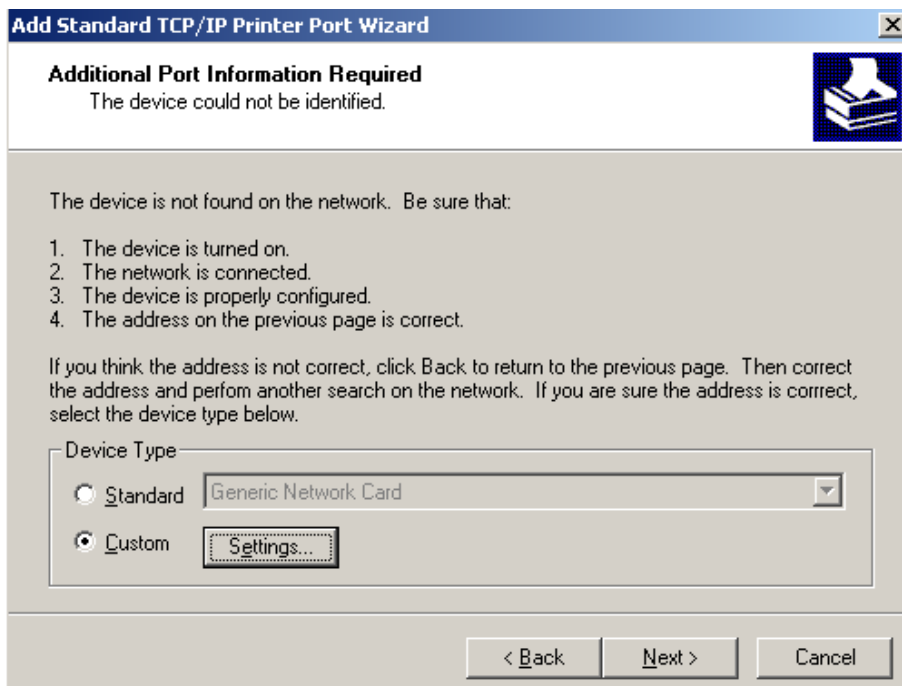 Add Standard TCP/IP Printer Port Wizard
Additional Port Information Required
The device could not be identified.
The device is not found on the network. Be sure that:
1. The device is turned on.
2. The network is connected.
3. The device is properly configured.
4. The address on the previous page is correct.
If you think the address is not correct, click Back to return to the previous page. Then correct
the address and perfom another search on the network. If you are sure the address is corrrect,
select the device type below.
Device Type
Standard Generic Network Card
Custom Settings...
< Back Next > Cancel